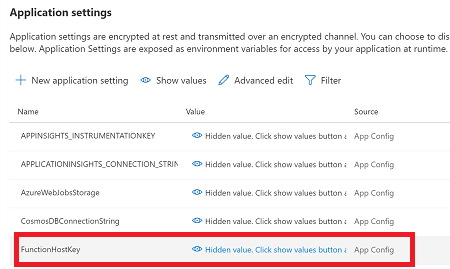 Application settings
Application settings are encrypted at rest and transmitted over an encrypted channel. You can choose to dis
below. Application Settings are exposed as environment variables for access by your application at runtime.
New application setting Show values Advanced edit Filter
Name Value Source
APPINSIGHTS_INSTRUMENTATIONKEY Hidden value. Click show values button a App Config
APPLICATIONINSIGHTS_CONNECTION_STRIN Hidden value. Click show values button a App Config
AzureWebJobsStorage Hidden value. Click show values button a App Config
CosmosDBConnectionString Hidden value. Click show values button a App Config
FunctionHostKey Hidden value. Click show values button a App Config